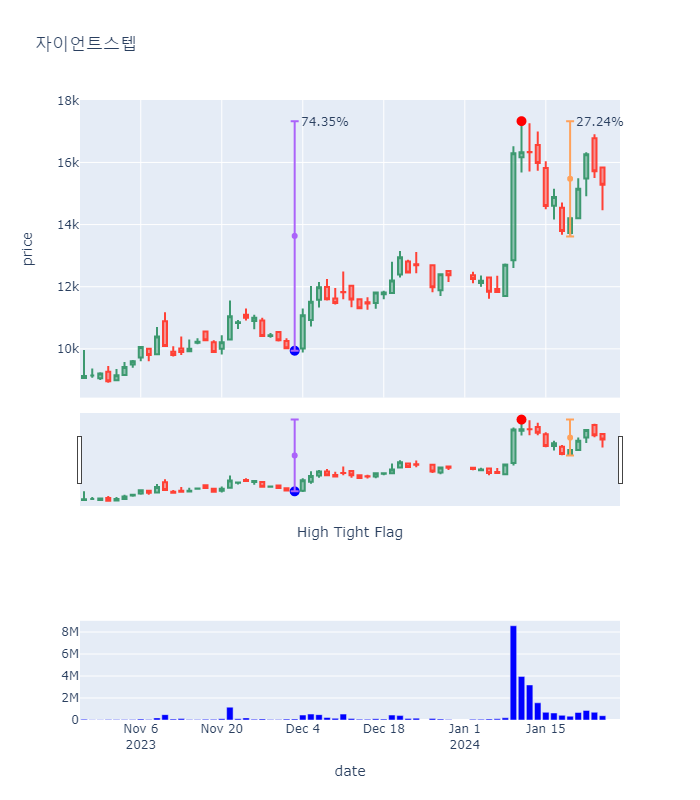 자이언트스텝
18k
74.35%
27.24%
16k
14k
price
12k
10k
High Tight Flag
8M
6M
4M
2M
0
Nov 6 Nov 20 Dec 4 Dec 18 Jan 1 Jan 15
2023 2024
date